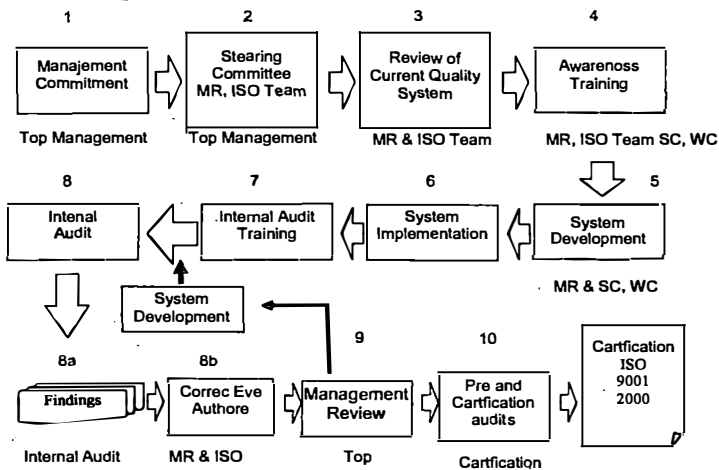 1
2
3
4
Manajement
Commitment
Stearing
Committee
MR, ISO Team
Review of
Current Quality
System
Awarenoss
Training
Top Management
Top Management
MR & ISO Team
MR, ISO Team SC, WC
8
7
6
5
Intenal
Audit
Internal Audit
Training
System
Implementation
System
Development
MR & SC, WC
System
Development
8a
8b
9
10
Findings
Correc Eve
Authore
Management
Review
Pre and
Cartfication
audits
Cartfication
ISO
9001
2000
Internal Audit
MR & ISO
Top
Cartfication